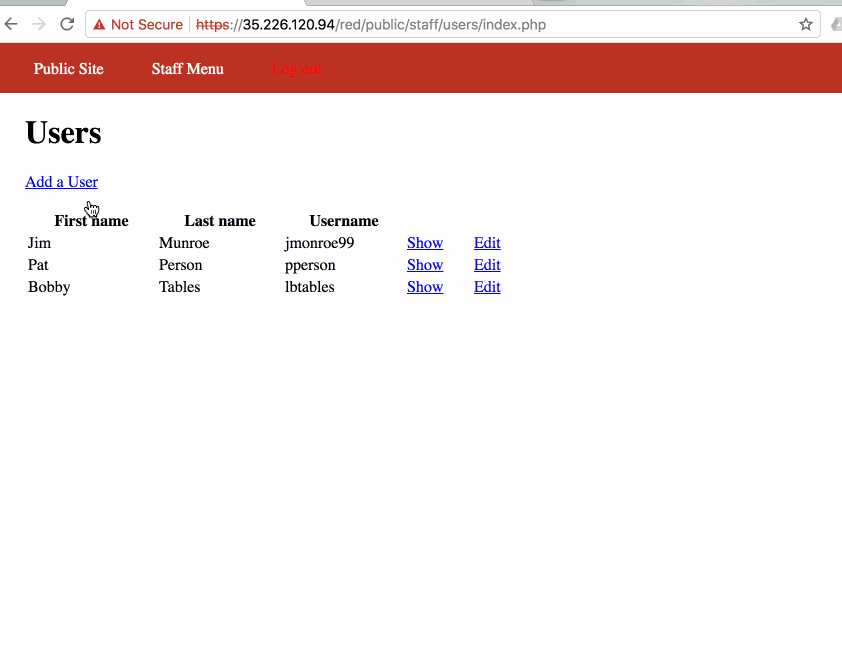 Not Secure https://35.226.120.94/red/public/staff/users/index.php
Public Site Staff Menu Log out
Users
Add a User
First name Last name Username
Jim Munroe jmonroe99 Show Edit
Pat Person pperson Show Edit
Bobby Tables lbtables Show Edit